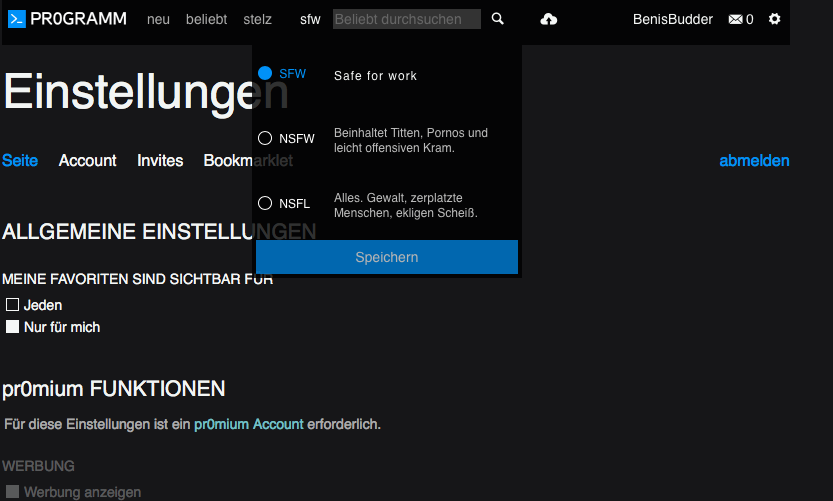 PR0GRAMM neu beliebt stelz sfw Beliebt durchsuchen BenisBudder 0
SFW Safe for work
Einstellungen
NSFW Beinhaltet Titten, Pornos und
leicht offensiven Kram.
Seite Account Invites Bookmarklet abmelden
NSFL Alles. Gewalt, zerplatzte
Menschen, ekligen Scheiß.
ALLGEMEINE EINSTELLUNGEN
Speichern
MEINE FAVORITEN SIND SICHTBAR FÜR
Jeden
Nur für mich
pr0mium FUNKTIONEN
Für diese Einstellungen ist ein pr0mium Account erforderlich.
WERBUNG
Werbung anzeigen